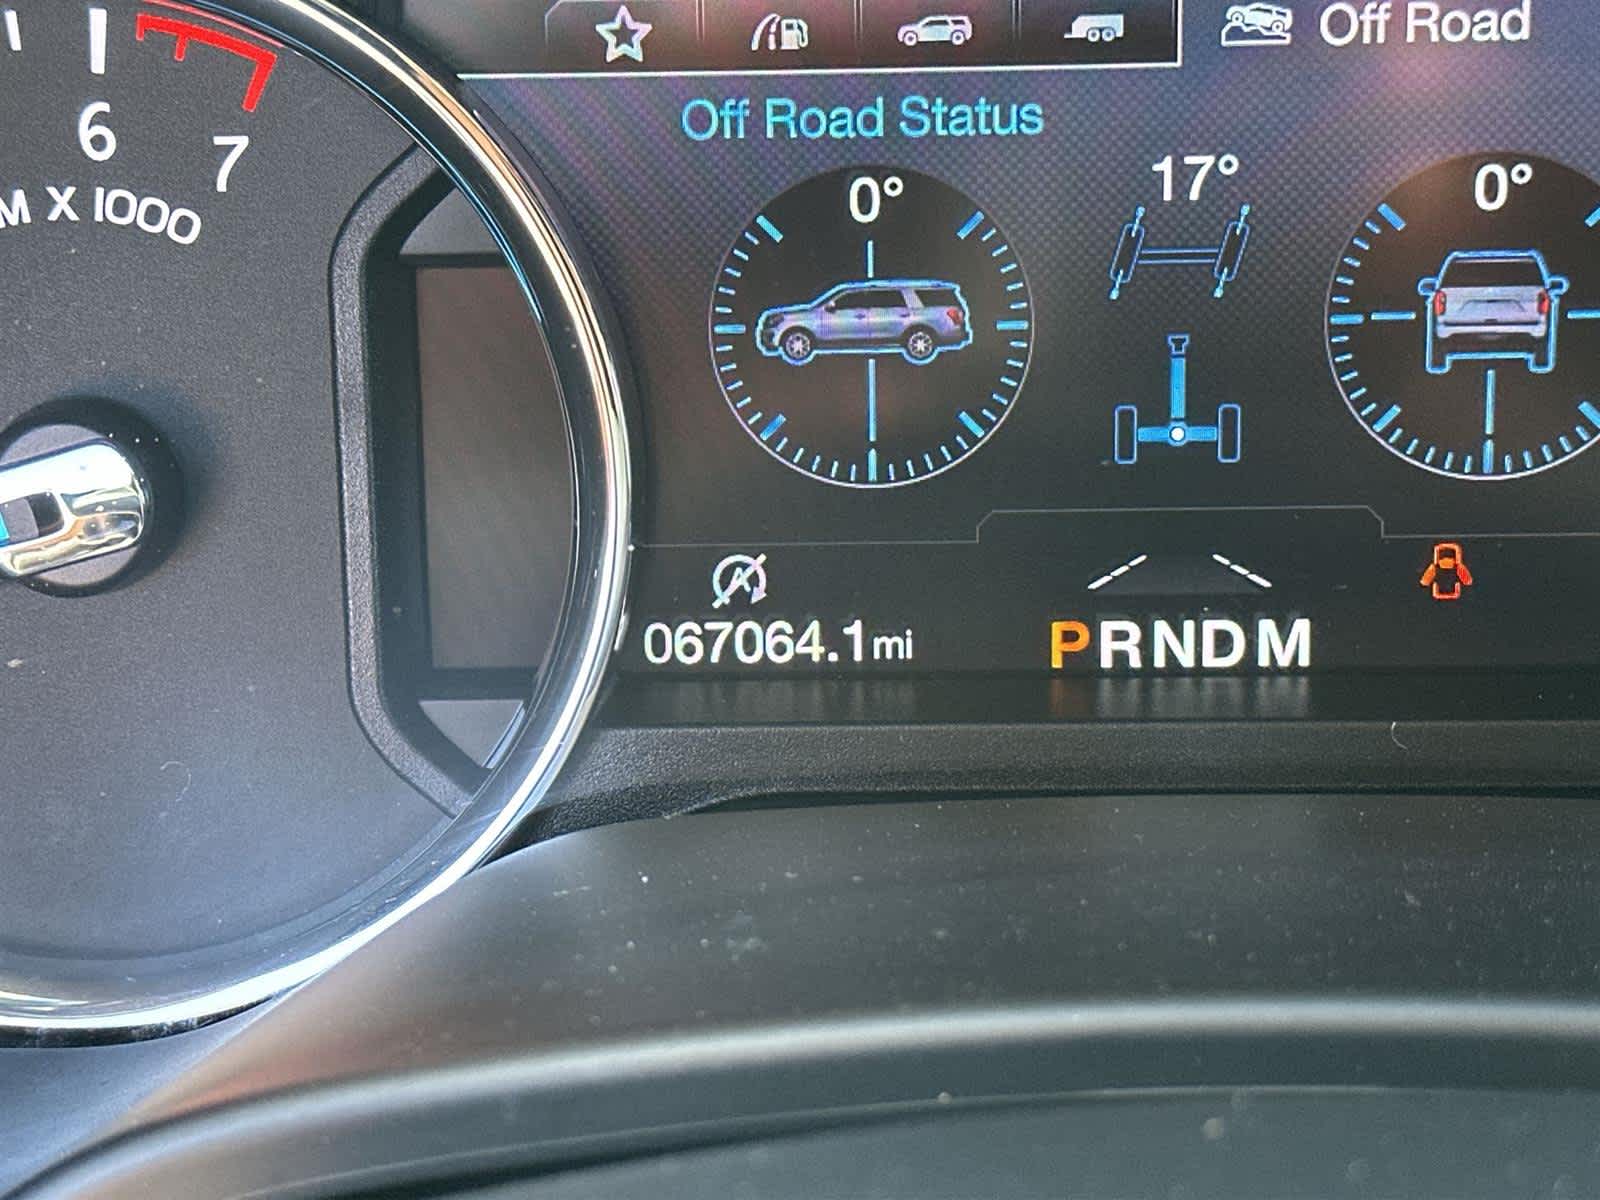 Off Road
Off Road Status
0°
17°
0°
6
7
M X 1000
067064.1mi
PRNDM